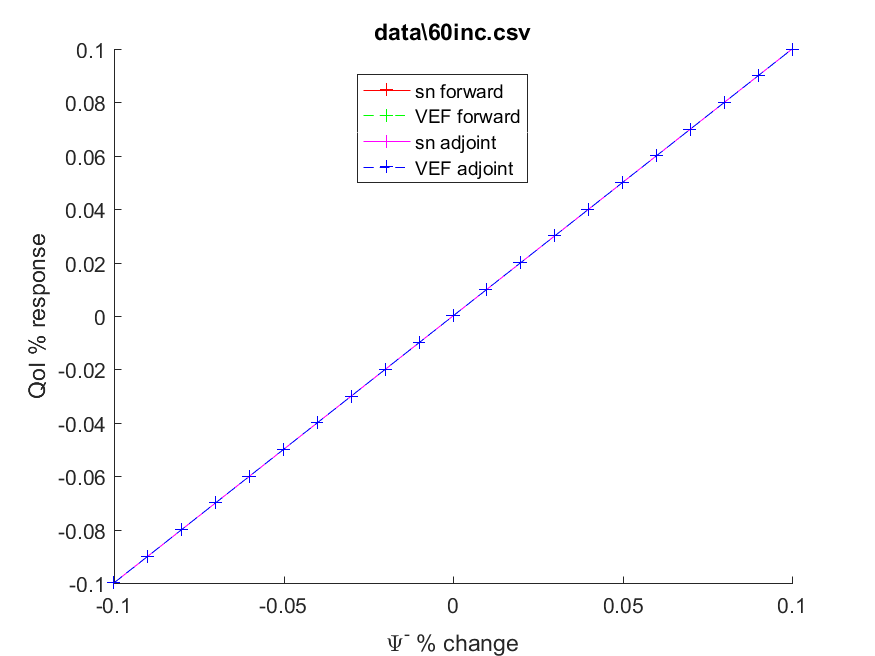 data\60inc.csv
sn forward
VEF forward
sn adjoint
VEF adjoint
QoI % response
0.1
0.08
0.06
0.04
0.02
0
-0.02
-0.04
-0.06
-0.08
-0.1
-0.1
-0.05
0
0.05
0.1
Ψ⁻ % change